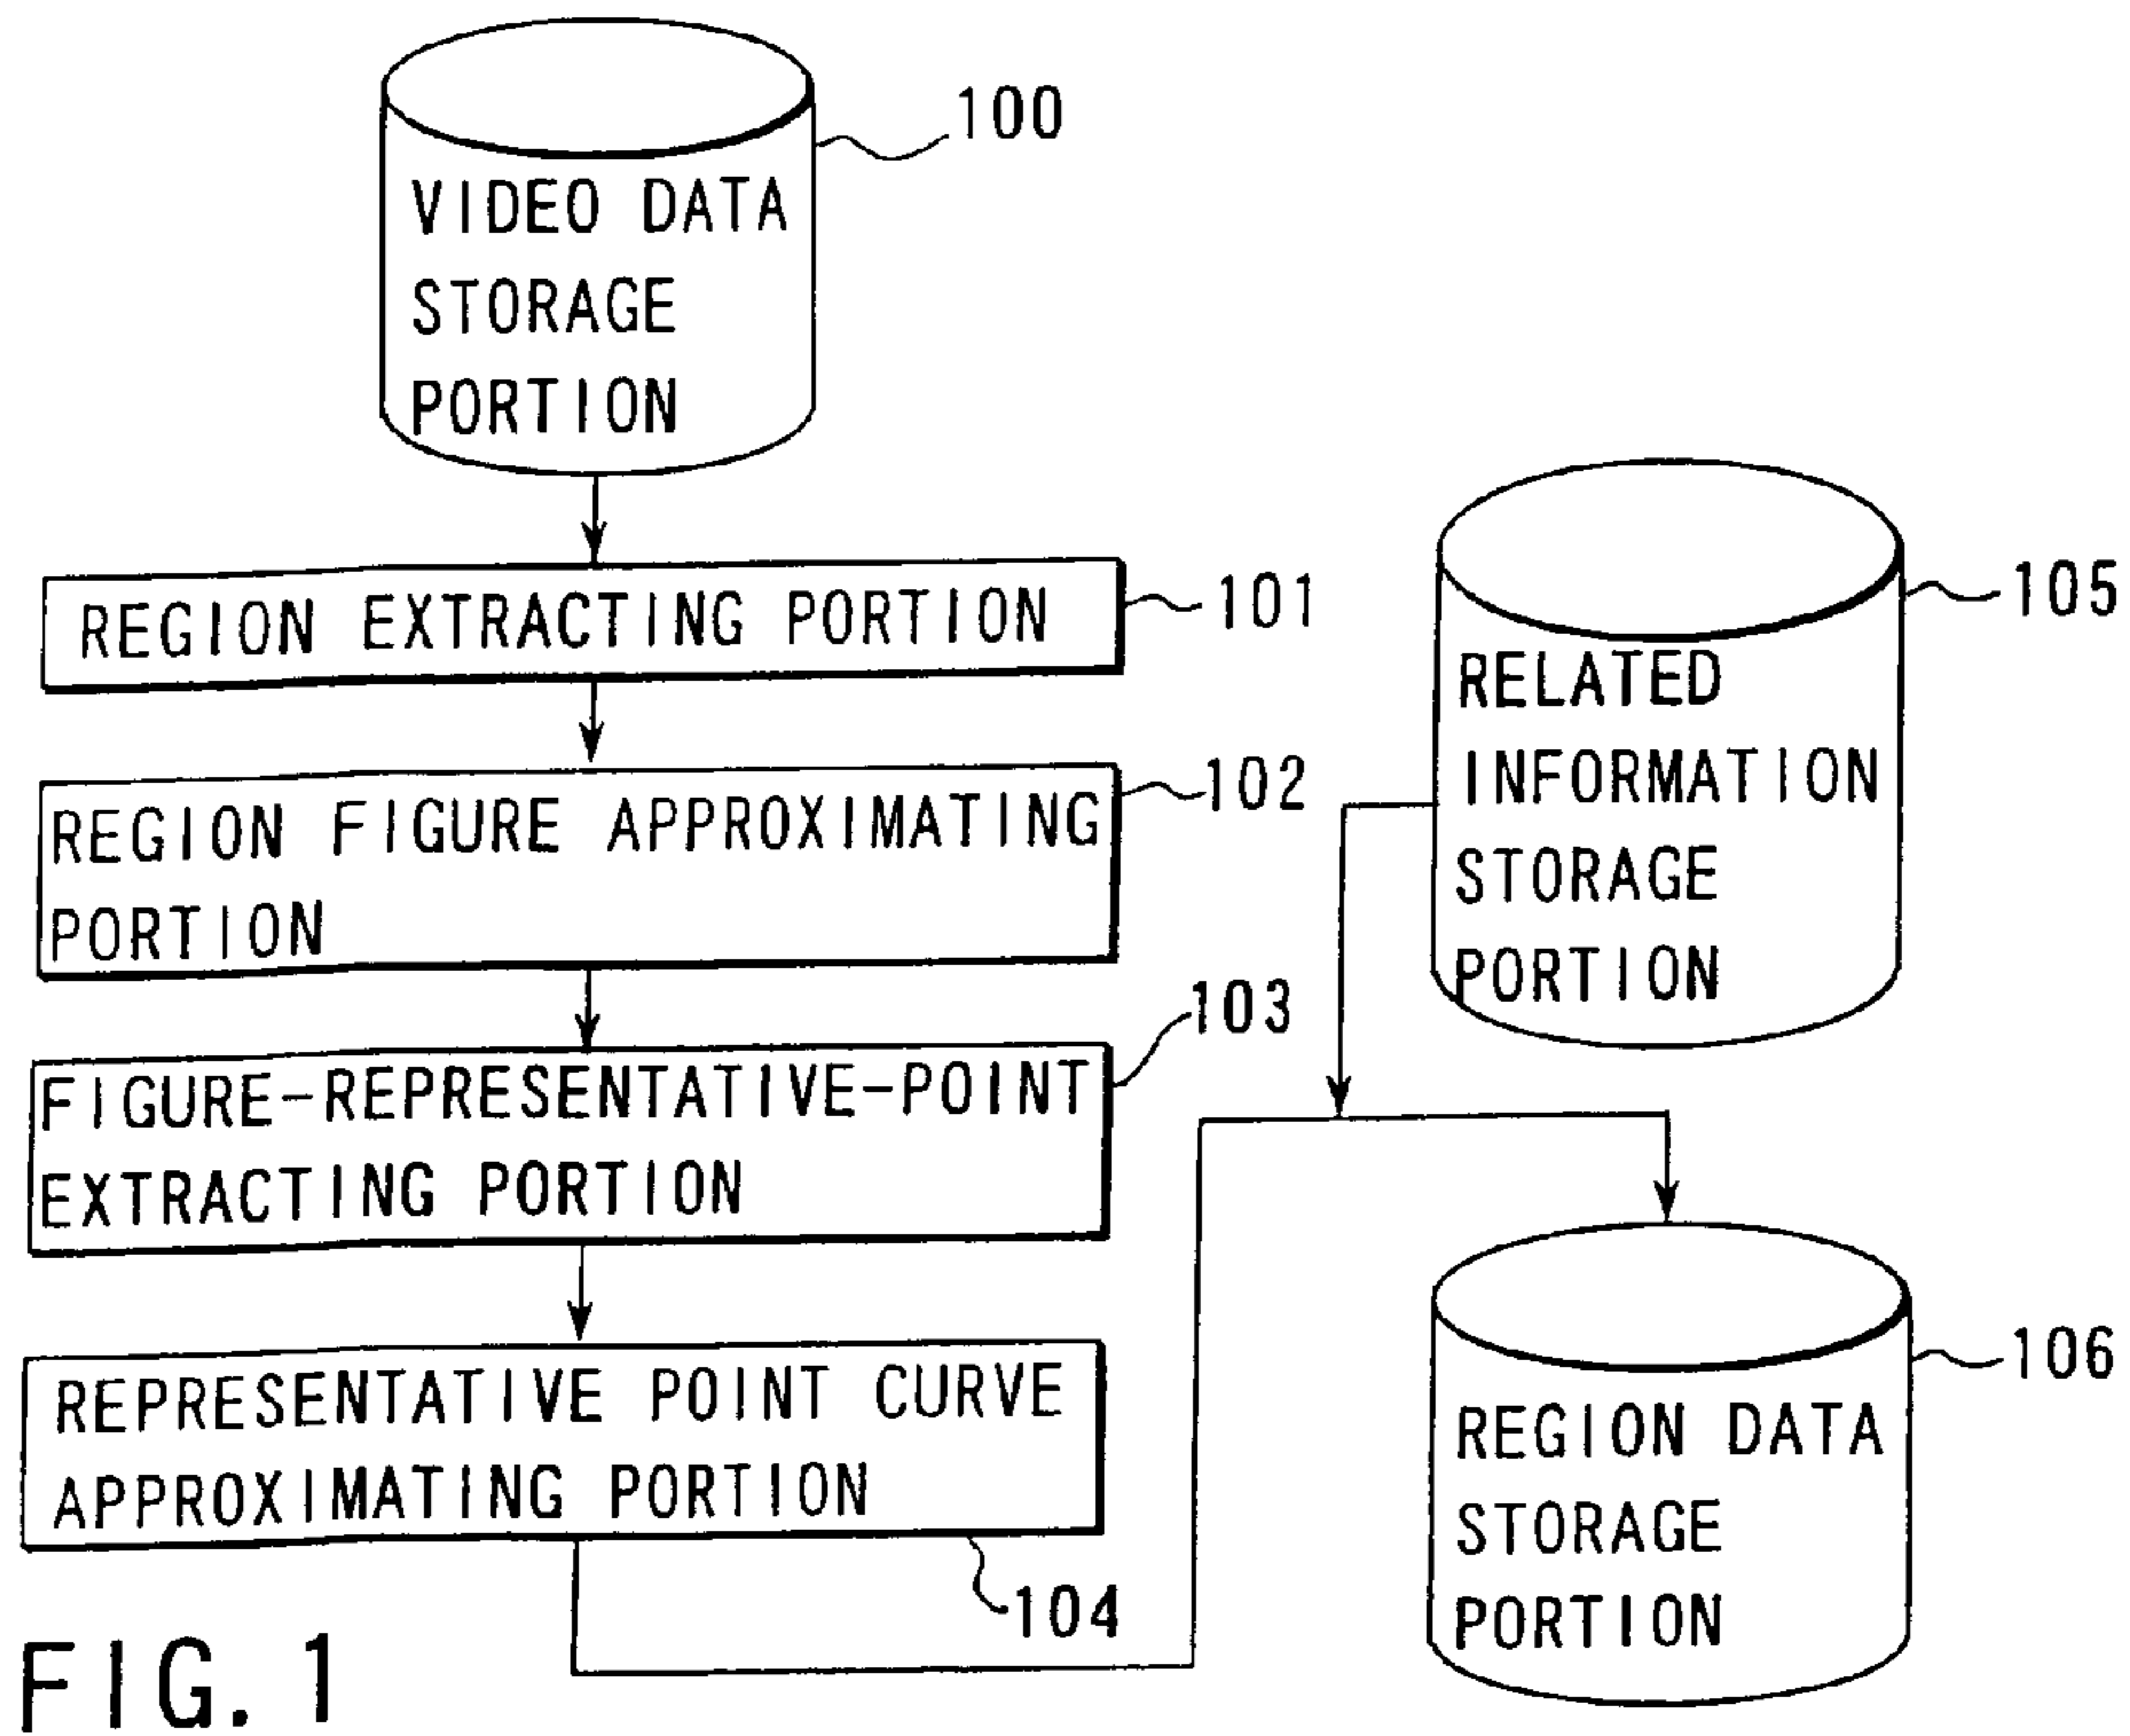 100
VIDEO DATA
STORAGE
PORTION
REGION EXTRACTING PORTION
101
REGION FIGURE APPROXIMATING
PORTION
102
FIGURE-REPRESENTATIVE-POINT
EXTRACTING PORTION
103
REPRESENTATIVE POINT CURVE
APPROXIMATING PORTION
104
105
RELATED
INFORMATION
STORAGE
PORTION
106
REGION DATA
STORAGE
PORTION
FIG. 1